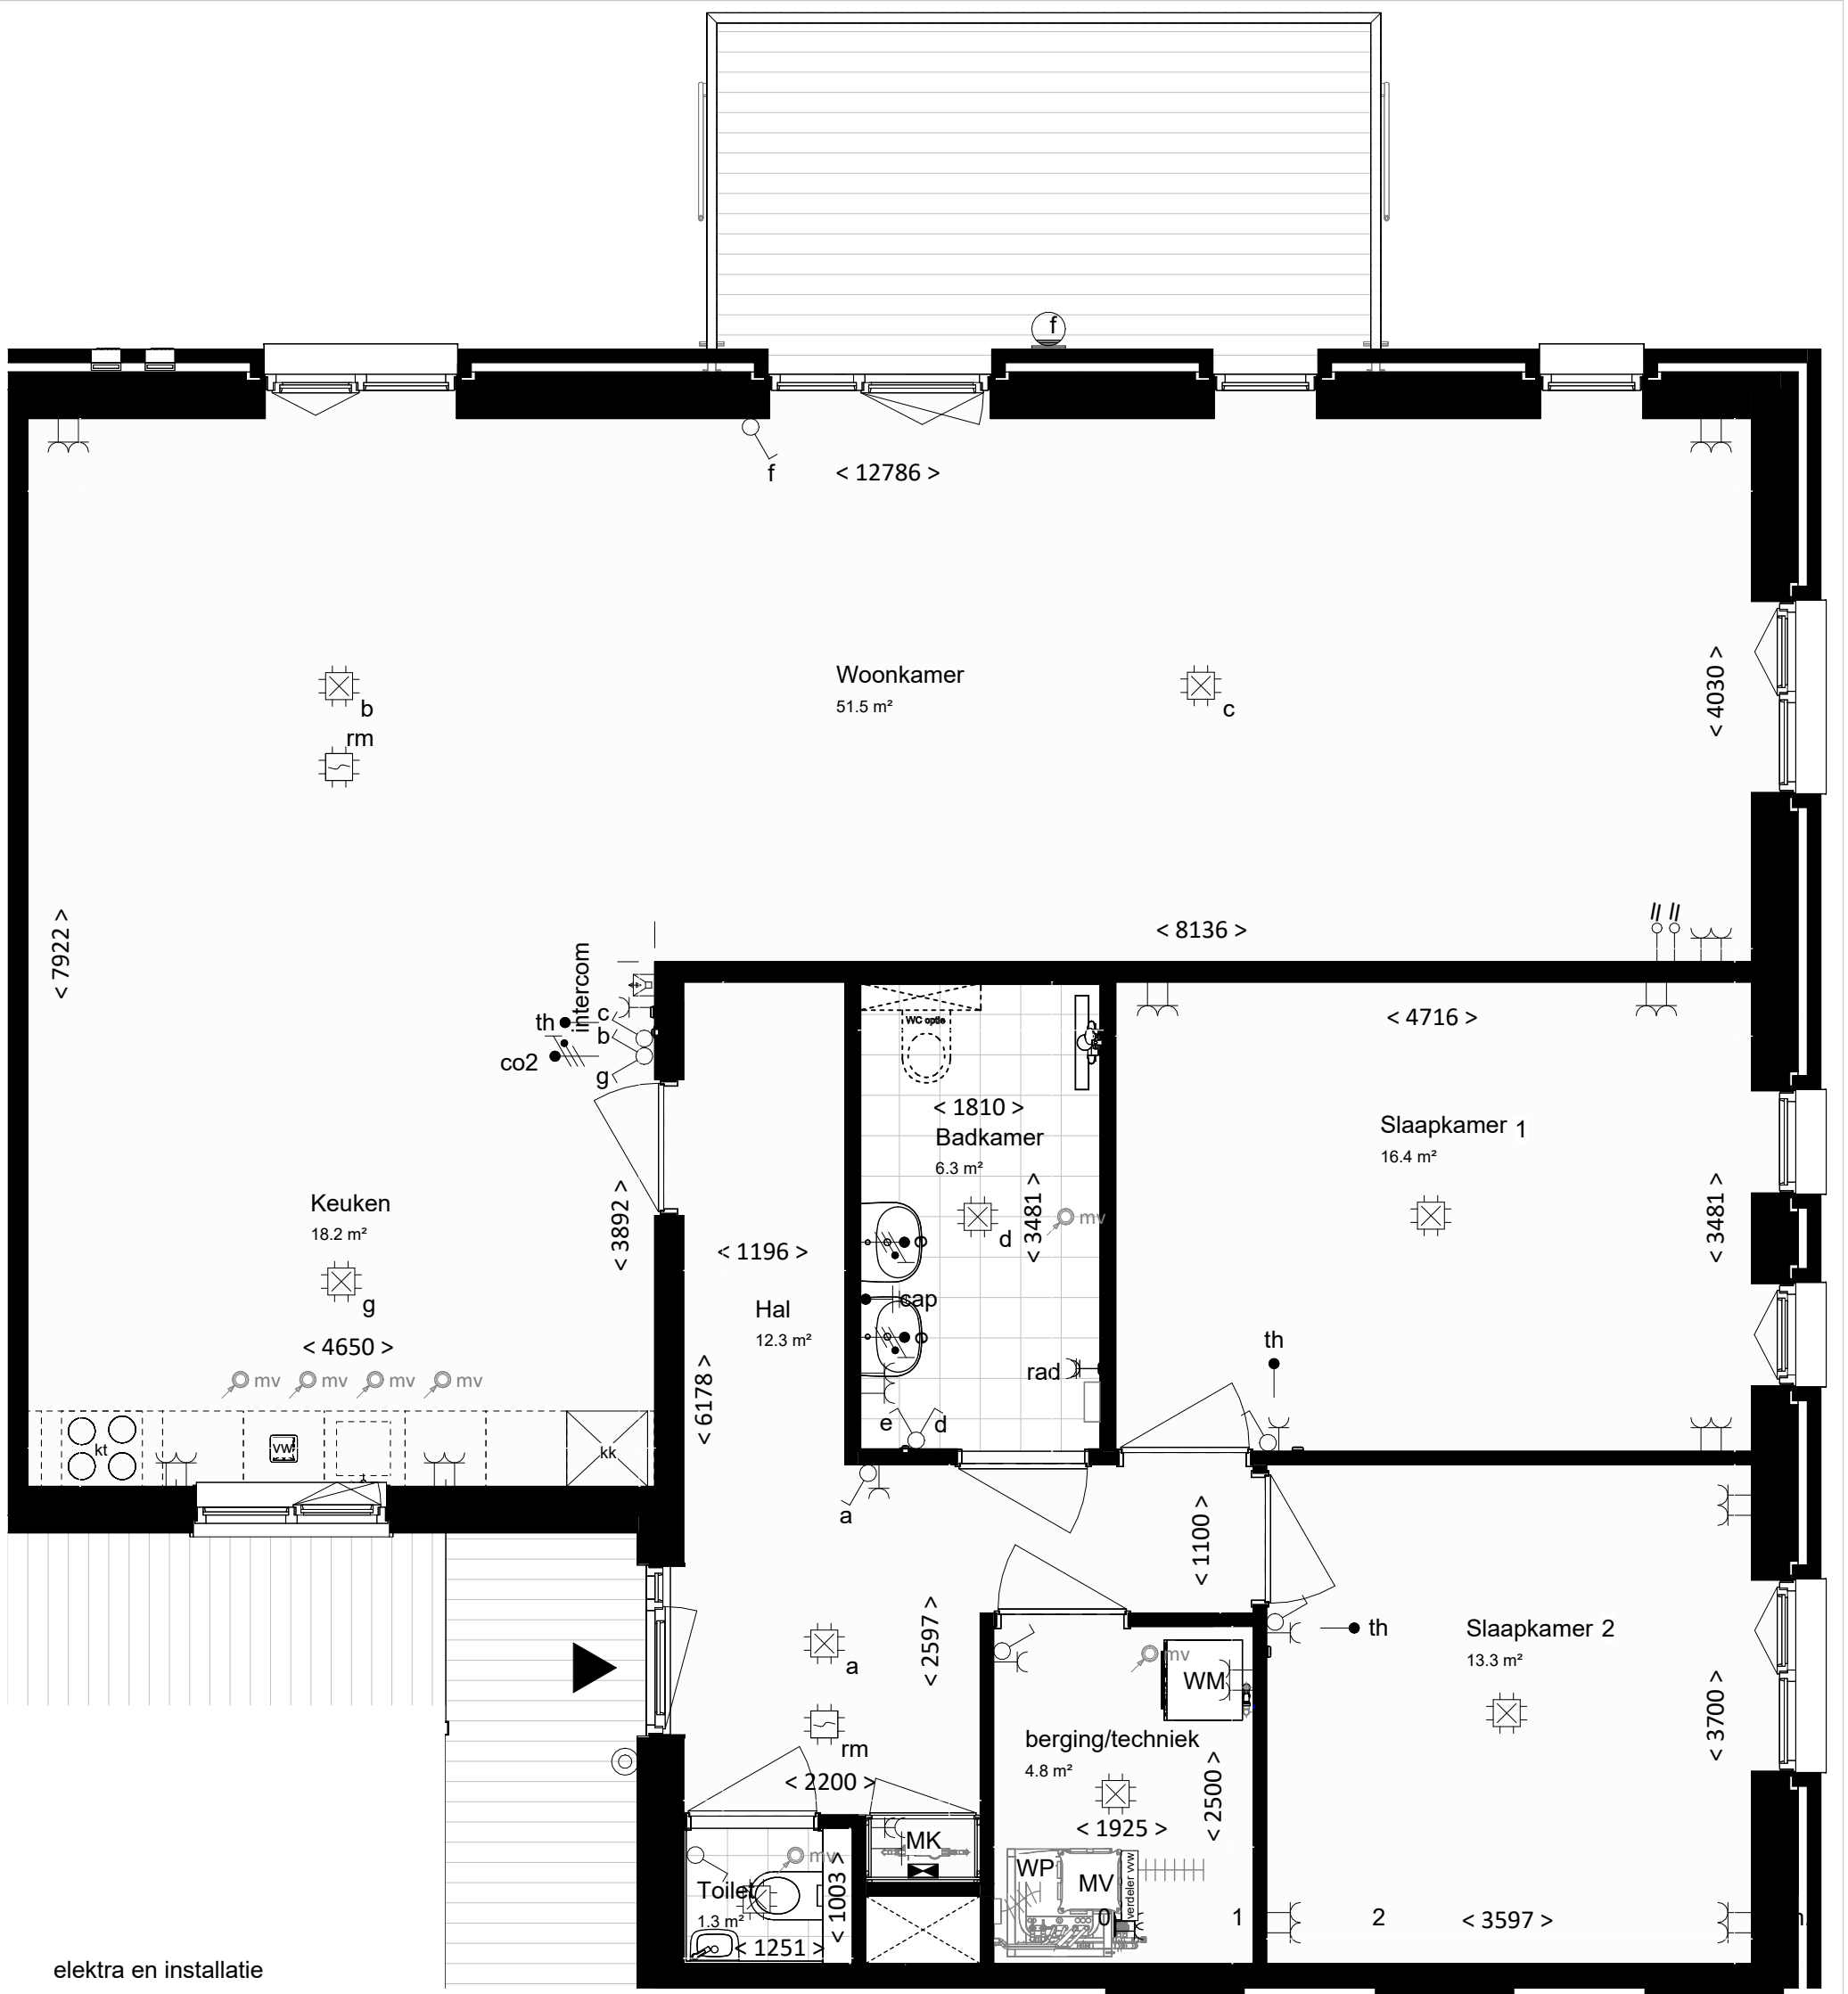 f
f
< 12786 >
Woonkamer
51.5 m²
b
rm
c
< 4030 >
< 7922 >
< 8136 >
intercom
th
c
b
co2
g
WC optie
< 4716 >
< 1810 >
Badkamer
6.3 m²
Slaapkamer 1
16.4 m²
Keuken
18.2 m²
< 3892 >
< 3481 >
mv
d
< 3481 >
g
< 1196 >
Hal
12.3 m²
cap
< 4650 >
mv mv mv mv
< 6178 >
rad
th
e d
kt
vw
kk
a
< 1100 >
< 2597 >
a
rm
< 2200 >
mv
WM
th
Slaapkamer 2
13.3 m²
< 3700 >
berging/techniek
4.8 m²
< 2500 >
< 1925 >
MK
mv
Toilet
1.3 m²
< 1003 >
< 1251 >
WP
MV
verdeler vvw
0 1 2
< 3597 >
elektra en installatie